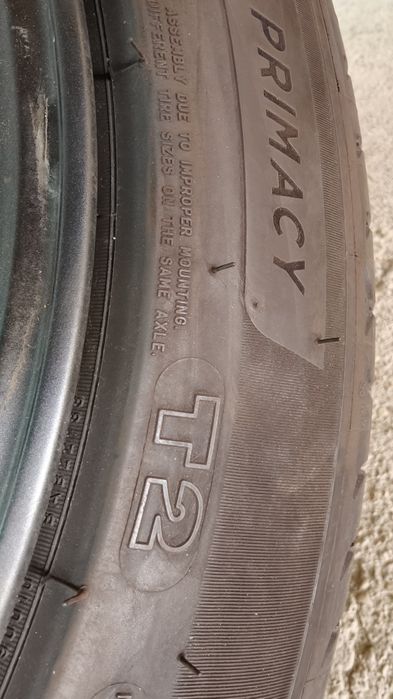 PRIMACY
ASSEMBLY DUE TO IMPROPER MOUNTING.
DIFFERENT TIRE SIZES ON THE SAME AXLE.
T2